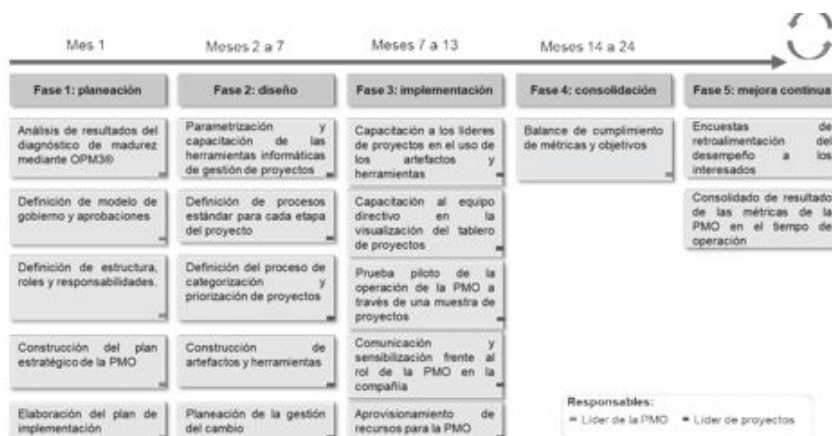 Mes 1
Meses 2 a 7
Meses 7 a 13
Meses 14 a 24
Fase 1: planeación
Fase 2: diseño
Fase 3: implementación
Fase 4: consolidación
Fase 5: mejora continua
Análisis de resultados del
diagnóstico de madurez
mediante OPM3®
Definición de modelo de
gobierno y aprobaciones
Definición de estructura,
roles y responsabilidades.
Construcción del plan
estratégico de la PMO
Elaboración del plan de
implementación
Parametrización y
capacitación de las
herramientas informáticas
de gestión de proyectos
Definición de procesos
estándar para cada etapa
del proyecto
Definición del proceso de
categorización y
priorización de proyectos
Construcción de
artefactos y herramientas
Planeación de la gestión
del cambio
Capacitación a los líderes
de proyectos en el uso de
los artefactos y
herramientas
Capacitación al equipo
directivo en la
visualización del tablero
de proyectos
Prueba piloto de la
operación de la PMO a
través de una muestra de
proyectos
Comunicación y
sensibilización frente al
rol de la PMO en la
compañía
Aprovisionamiento de
recursos para la PMO
Balance de cumplimiento
de métricas y objetivos
Encuestas de
retroalimentación del
desempeño a los
interesados
Consolidado de resultado
de las métricas de la
PMO en el tiempo de
operación
Responsables:
Líder de la PMO
Líder de proyectos